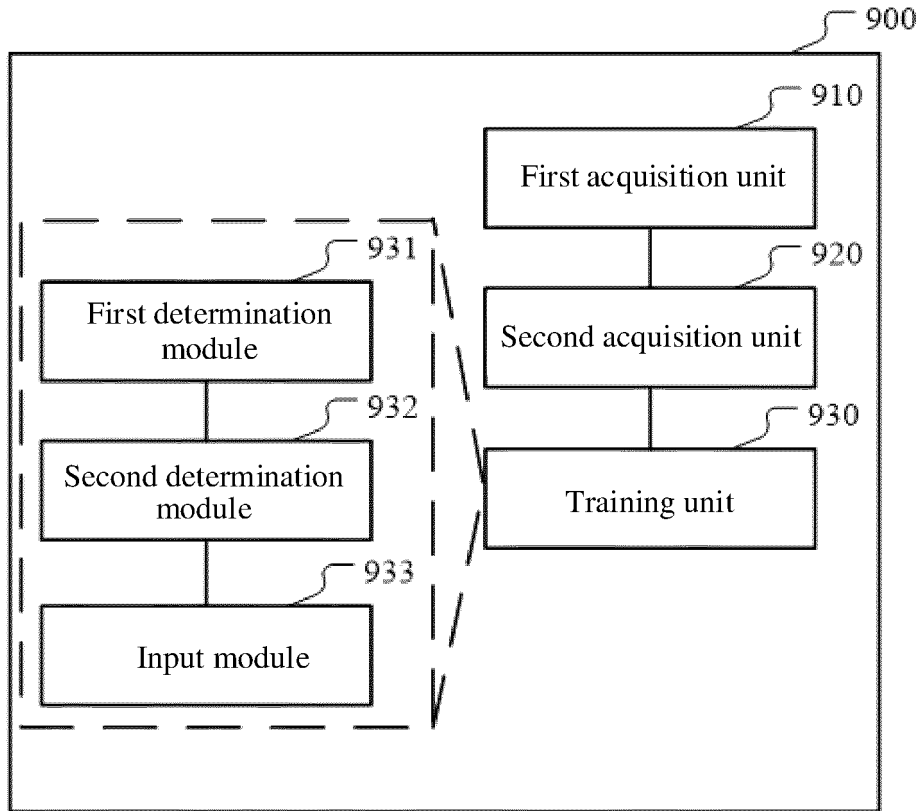 900
910
First acquisition unit
931
920
First determination
module
Second acquisition unit
932
930
Second determination
module
Training unit
933
Input module